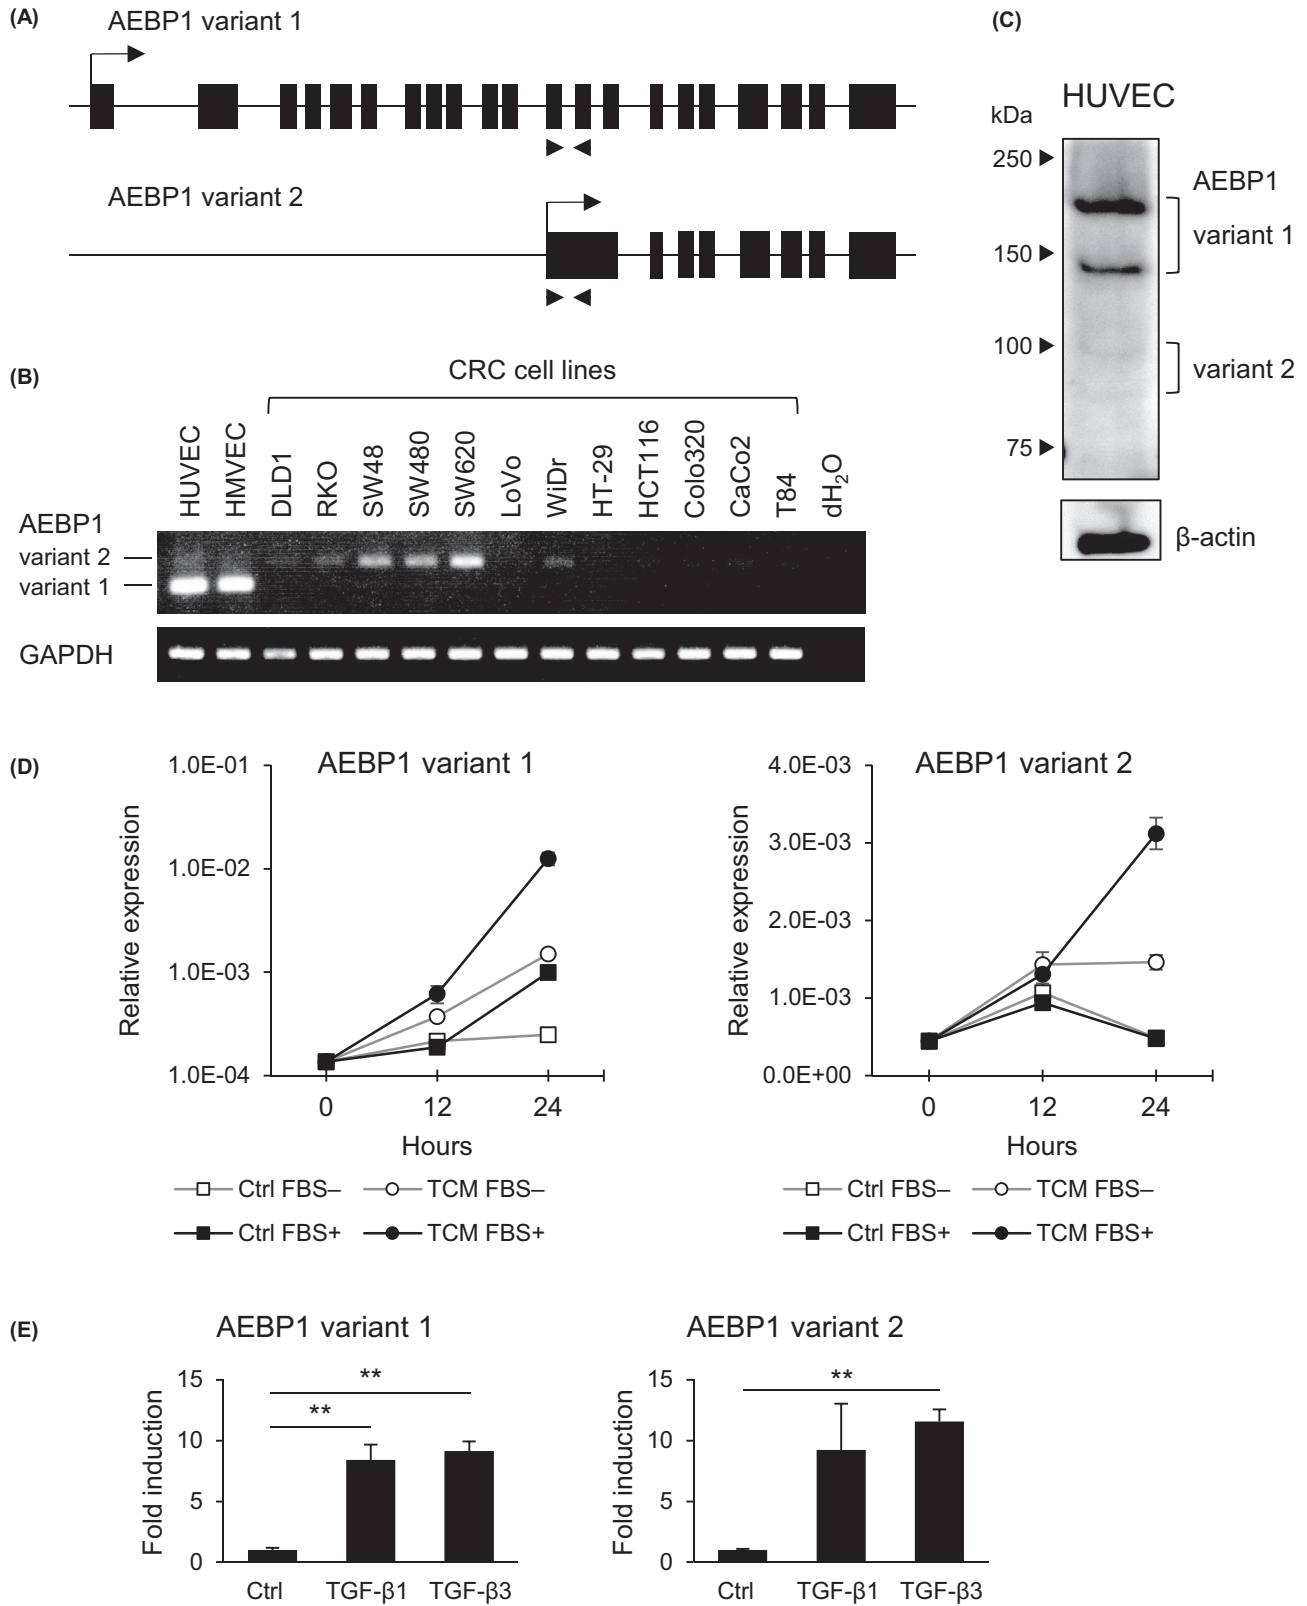 (A)
AEBP1 variant 1
AEBP1 variant 2
(B)
CRC cell lines
HUVEC
HMVEC
DLD1
RKO
SW48
SW480
SW620
LoVo
WiDr
HT-29
HCT116
Colo320
CaCo2
T84
dH₂O
AEBP1
variant 2
variant 1
GAPDH
(C)
HUVEC
kDa
250
150
100
75
AEBP1
variant 1
variant 2
β-actin
(D)
AEBP1 variant 1
Relative expression
1.0E-01
1.0E-02
1.0E-03
1.0E-04
0 12 24
Hours
Ctrl FBS– TCM FBS–
Ctrl FBS+ TCM FBS+
AEBP1 variant 2
Relative expression
4.0E-03
3.0E-03
2.0E-03
1.0E-03
0.0E+00
0 12 24
Hours
Ctrl FBS– TCM FBS–
Ctrl FBS+ TCM FBS+
(E)
AEBP1 variant 1
Fold induction
15
10
5
0
**
**
Ctrl TGF-β1 TGF-β3
AEBP1 variant 2
Fold induction
15
10
5
0
**
Ctrl TGF-β1 TGF-β3